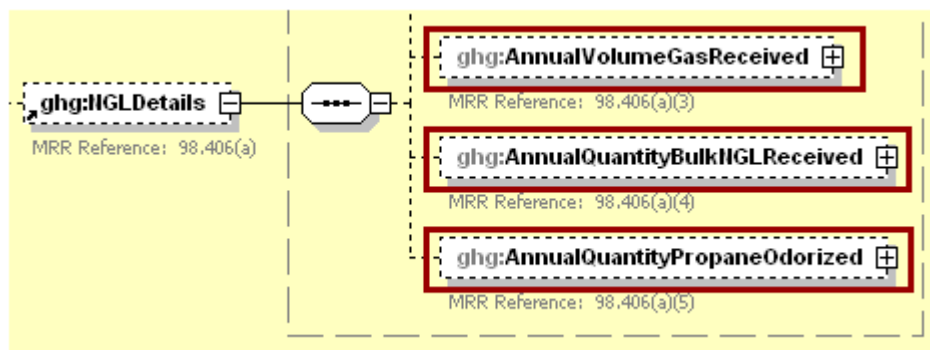 ghg:AnnualVolumeGasReceived
MRR Reference: 98.406(a)(3)
ghg:NGLDetails
MRR Reference: 98.406(a)
ghg:AnnualQuantityBulkNGLReceived
MRR Reference: 98.406(a)(4)
ghg:AnnualQuantityPropaneOdorized
MRR Reference: 98.406(a)(5)